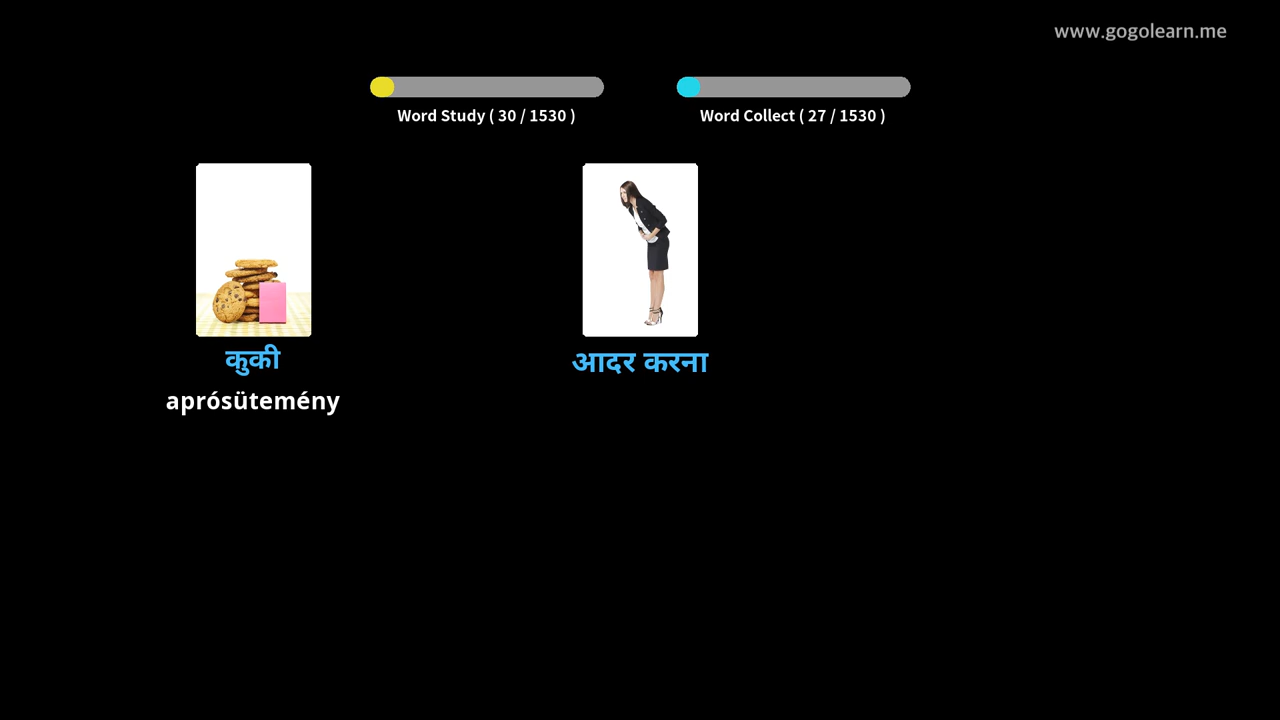 www.gogolearn.me
Word Study ( 30 / 1530 )
Word Collect ( 27 / 1530 )
कुकी
आदर करना
aprósütemény